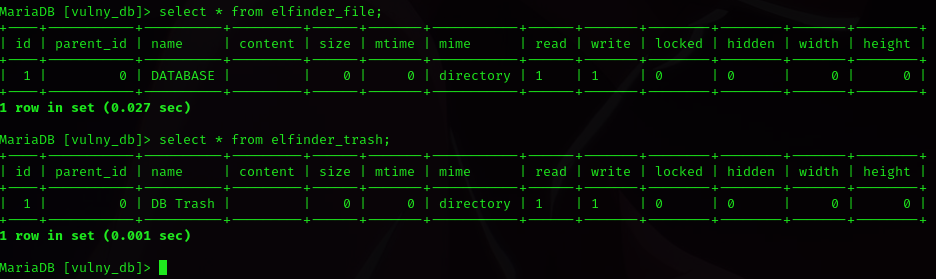 MariaDB [vulny_db]> select * from elfinder_file;
+----+-----------+----------+---------+------+-------+-----------+------+-------+--------+--------+-------+--------+
| id | parent_id | name     | content | size | mtime | mime      | read | write | locked | hidden | width | height |
+----+-----------+----------+---------+------+-------+-----------+------+-------+--------+--------+-------+--------+
|  1 |         0 | DATABASE |         |    0 |     0 | directory | 1    | 1     | 0      | 0      |     0 |      0 |
+----+-----------+----------+---------+------+-------+-----------+------+-------+--------+--------+-------+--------+
1 row in set (0.027 sec)
MariaDB [vulny_db]> select * from elfinder_trash;
+----+-----------+----------+---------+------+-------+-----------+------+-------+--------+--------+-------+--------+
| id | parent_id | name     | content | size | mtime | mime      | read | write | locked | hidden | width | height |
+----+-----------+----------+---------+------+-------+-----------+------+-------+--------+--------+-------+--------+
|  1 |         0 | DB Trash |         |    0 |     0 | directory | 1    | 1     | 0      | 0      |     0 |      0 |
+----+-----------+----------+---------+------+-------+-----------+------+-------+--------+--------+-------+--------+
1 row in set (0.001 sec)
MariaDB [vulny_db]>